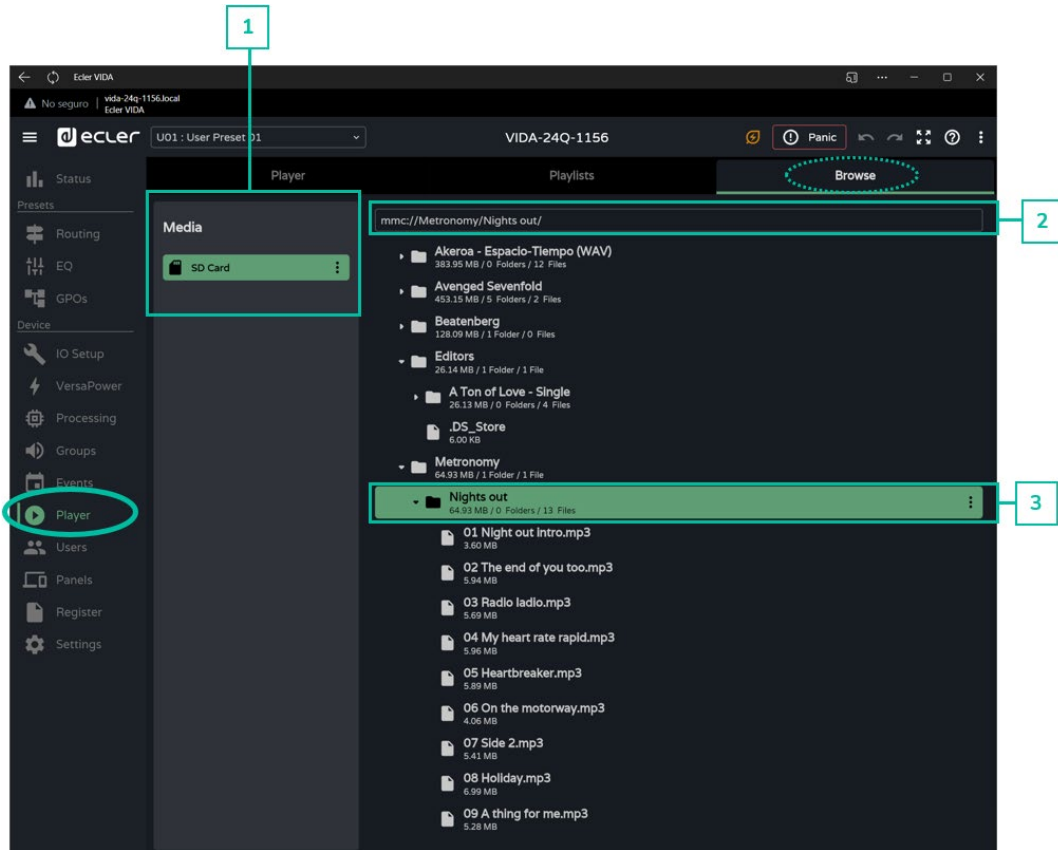 1
Ecler VIDA
No seguro
vida-24q-1156.local
Ecler VIDA
ecler
U01 : User Preset 01
VIDA-24Q-1156
Panic
Status
Presets
Routing
EQ
GPOs
Device
IO Setup
VersaPower
Processing
Groups
Events
Player
Users
Panels
Register
Settings
Player
Playlists
Browse
Media
SD Card
mmc://Metronomy/Nights out/
2
Akeroa - Espacio-Tiempo (WAV)
383.95 MB / 0 Folders / 12 Files
Avenged Sevenfold
453.15 MB / 5 Folders / 2 Files
Beatenberg
128.09 MB / 1 Folder / 0 Files
Editors
26.14 MB / 1 Folder / 1 File
A Ton of Love - Single
26.13 MB / 0 Folders / 4 Files
.DS_Store
6.00 KB
Metronomy
64.93 MB / 1 Folder / 1 File
Nights out
64.93 MB / 0 Folders / 13 Files
3
01 Night out intro.mp3
3.60 MB
02 The end of you too.mp3
5.94 MB
03 Radio ladio.mp3
5.69 MB
04 My heart rate rapid.mp3
5.96 MB
05 Heartbreaker.mp3
5.89 MB
06 On the motorway.mp3
4.06 MB
07 Side 2.mp3
5.41 MB
08 Holiday.mp3
6.99 MB
09 A thing for me.mp3
5.28 MB